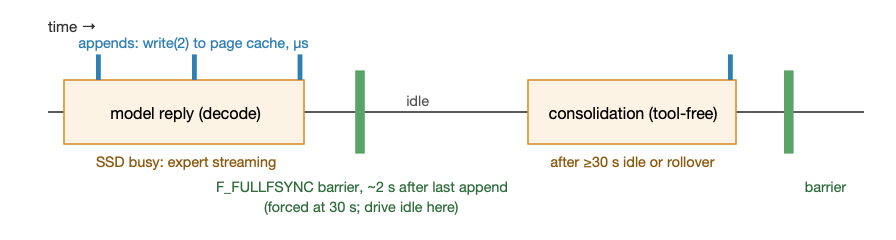 time →
appends: write(2) to page cache, µs
model reply (decode)
idle
consolidation (tool-free)
SSD busy: expert streaming
after ≥30 s idle or rollover
F_FULLFSYNC barrier, ~2 s after last append
(forced at 30 s; drive idle here)
barrier